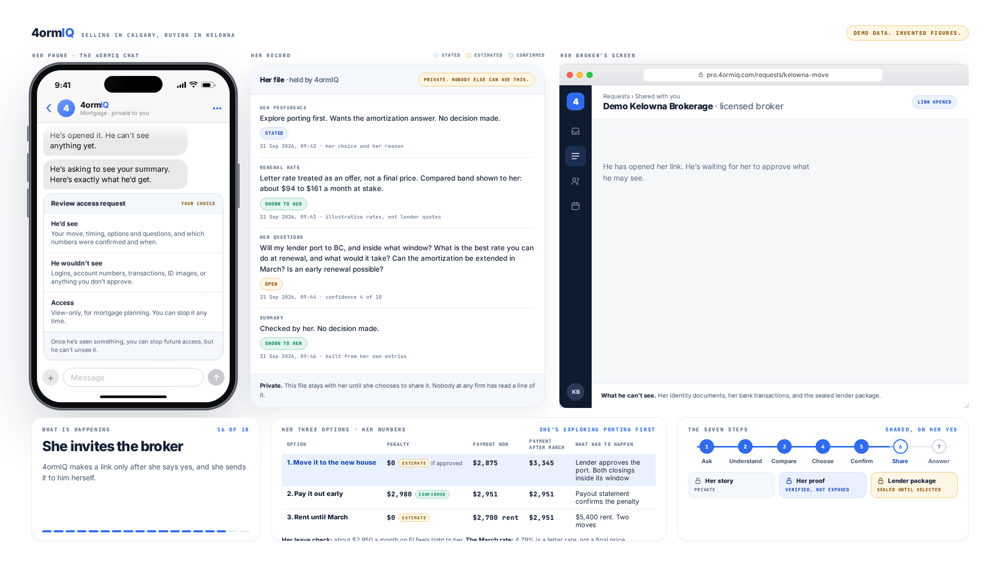 4ormIQ SELLING IN CALGARY, BUYING IN KELOWNA
DEMO DATA. INVENTED FIGURES.
HER PHONE · THE 4ORMIQ CHAT
9:41
4
4ormIQ
Mortgage · private to you
He's opened it. He can't see
anything yet.
He's asking to see your summary.
Here's exactly what he'd get.
Review access request YOUR CHOICE
He'd see
Your move, timing, options and questions, and which
numbers were confirmed and when.
He wouldn't see
Logins, account numbers, transactions, ID images, or
anything you don't approve.
Access
View-only, for mortgage planning. You can stop it any
time.
Once he's seen something, you can stop future access, but
he can't unsee it.
Message
HER RECORD STATED ESTIMATED CONFIRMED
Her file · held by 4ormIQ PRIVATE. NOBODY ELSE CAN SEE THIS.
HER PREFERENCE
Explore porting first. Wants the amortization answer. No decision made.
STATED
21 Sep 2026, 09:42 · her choice and her reason
RENEWAL RATE
Letter rate treated as an offer, not a final price. Compared band shown to her:
about $94 to $161 a month at stake.
SHOWN TO HER
21 Sep 2026, 09:43 · illustrative rates, not lender quotes
HER QUESTIONS
Will my lender port to BC, and inside what window? What is the best rate you can
do at renewal, and what would it take? Can the amortization be extended in
March? Is an early renewal possible?
OPEN
21 Sep 2026, 09:44 · confidence 4 of 10
SUMMARY
Checked by her. No decision made.
SHOWN TO HER
21 Sep 2026, 09:46 · built from her own entries
Private. This file stays with her until she chooses to share it. Nobody at any firm has read a line of
it.
HER BROKER'S SCREEN
pro.4ormiq.com/requests/kelowna-move
4
Requests › Shared with you
Demo Kelowna Brokerage · licensed broker
LINK OPENED
He has opened her link. He's waiting for her to approve what
he may see.
KB
What he can't see. Her identity documents, her bank transactions, and the sealed lender package.
WHAT IS HAPPENING 16 OF 18
She invites the broker
4ormIQ makes a link only after she says yes, and she sends
it to him herself.
HER THREE OPTIONS · HER NUMBERS SHE'S EXPLORING PORTING FIRST
OPTION PENALTY PAYMENT NOW PAYMENT AFTER MARCH WHAT HAS TO HAPPEN
1. Move it to the new house $0 ESTIMATE if approved $2,875 $3,345 Lender approves the
port. Both closings
inside its window
2. Pay it out early $2,980 CONFIRMED $2,951 $2,951 Payout statement
confirms the penalty
3. Rent until March $0 ESTIMATE $2,700 rent $2,951 $5,400 rent. Two
moves
Her leave check: about $2,950 a month on EI feels tight to her. The March rate: 4.79% is a letter rate, not a final price.
THE SEVEN STEPS SHARED, ON HER YES
1 2 3 4 5 6 7
Ask Understand Compare Choose Confirm Share Answer
Her story
PRIVATE
Her proof
VERIFIED, NOT EXPOSED
Lender package
SEALED UNTIL SELECTED